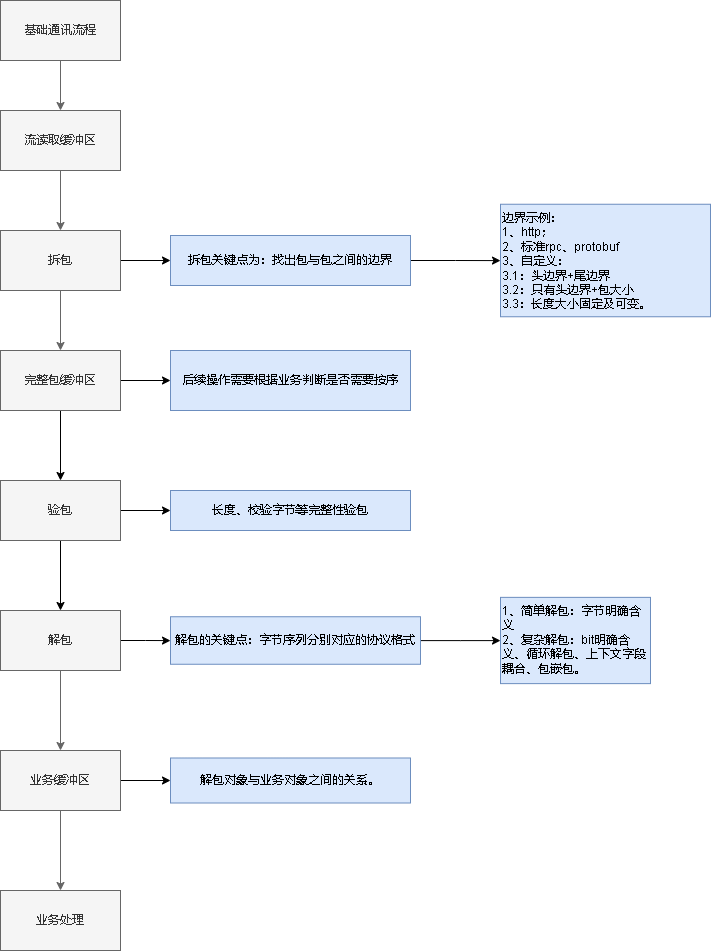 基础通讯流程
流读取缓冲区
拆包
拆包关键点为：找出包与包之间的边界
边界示例：
1、http；
2、标准rpc、protobuf
3、自定义：
3.1：头边界+尾边界
3.2：只有头边界+包大小
3.3：长度大小固定及可变。
完整包缓冲区
后续操作需要根据业务判断是否需要按序
验包
长度、校验字节等完整性验包
解包
解包的关键点：字节序列分别对应的协议格式
1、简单解包：字节明确含
义
2、复杂解包：bit明确含
义、循环解包、上下文字段
耦合、包嵌包。
业务缓冲区
解包对象与业务对象之间的关系。
业务处理